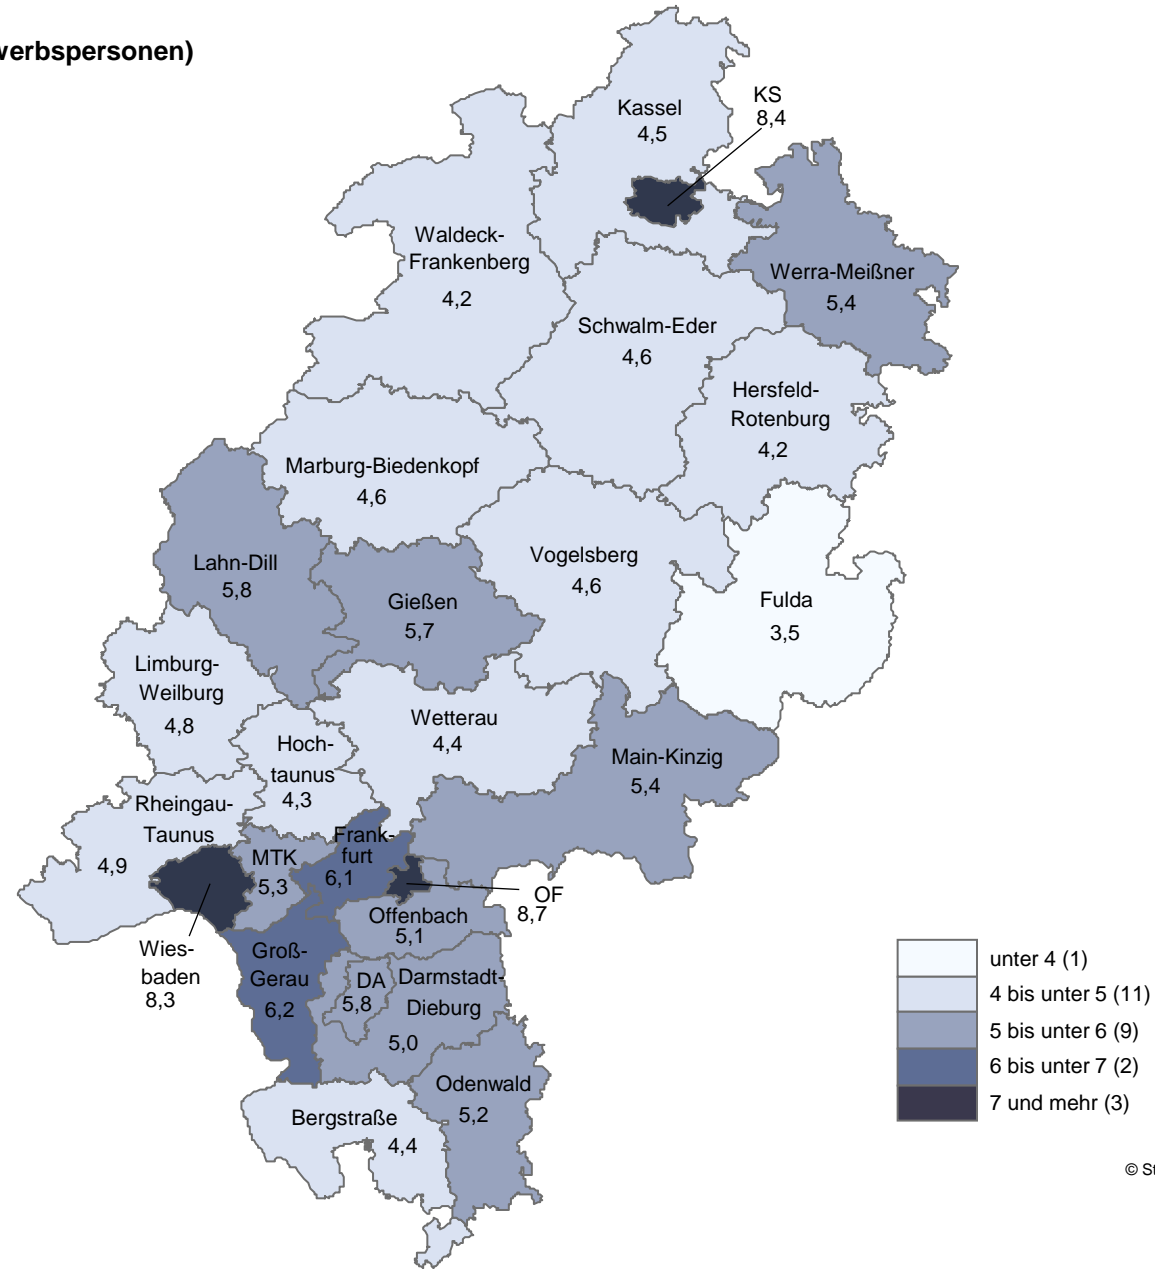 werbspersonen)
KS
8,4
Kassel
4,5
Waldeck-
Frankenberg
4,2
Werra-Meißner
5,4
Schwalm-Eder
4,6
Hersfeld-
Rotenburg
4,2
Marburg-Biedenkopf
4,6
Lahn-Dill
5,8
Vogelsberg
4,6
Gießen
5,7
Fulda
3,5
Limburg-
Weilburg
4,8
Wetterau
4,4
Hoch-
taunus
4,3
Main-Kinzig
5,4
Rheingau-
Taunus
4,9
MTK
5,3
Frank-
furt
6,1
OF
8,7
Offenbach
5,1
Wies-
baden
8,3
Groß-
Gerau
6,2
DA
5,8
Darmstadt-
Dieburg
5,0
Odenwald
5,2
Bergstraße
4,4
unter 4 (1)
4 bis unter 5 (11)
5 bis unter 6 (9)
6 bis unter 7 (2)
7 und mehr (3)
© St